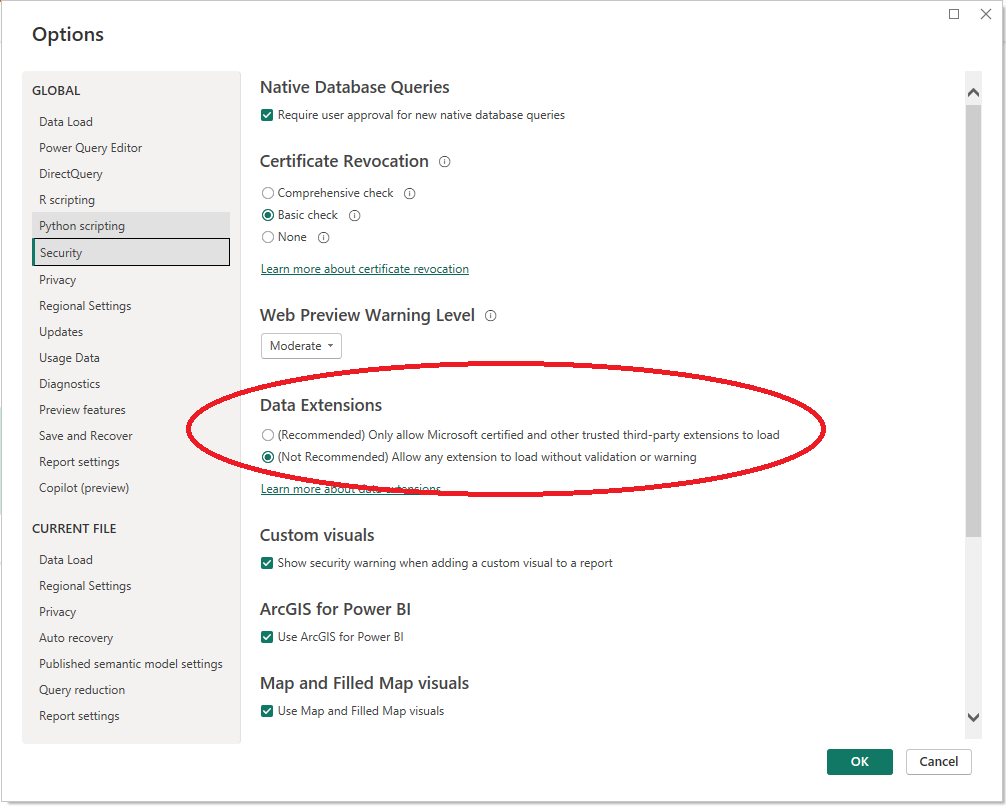 Options
GLOBAL
Data Load
Power Query Editor
DirectQuery
R scripting
Python scripting
Security
Privacy
Regional Settings
Updates
Usage Data
Diagnostics
Preview features
Save and Recover
Report settings
Copilot (preview)
CURRENT FILE
Data Load
Regional Settings
Privacy
Auto recovery
Published semantic model settings
Query reduction
Report settings
Native Database Queries
Require user approval for new native database queries
Certificate Revocation
Comprehensive check
Basic check
None
Learn more about certificate revocation
Web Preview Warning Level
Moderate
Data Extensions
(Recommended) Only allow Microsoft certified and other trusted third-party extensions to load
(Not Recommended) Allow any extension to load without validation or warning
Learn more about data extensions
Custom visuals
Show security warning when adding a custom visual to a report
ArcGIS for Power BI
Use ArcGIS for Power BI
Map and Filled Map visuals
Use Map and Filled Map visuals
OK
Cancel